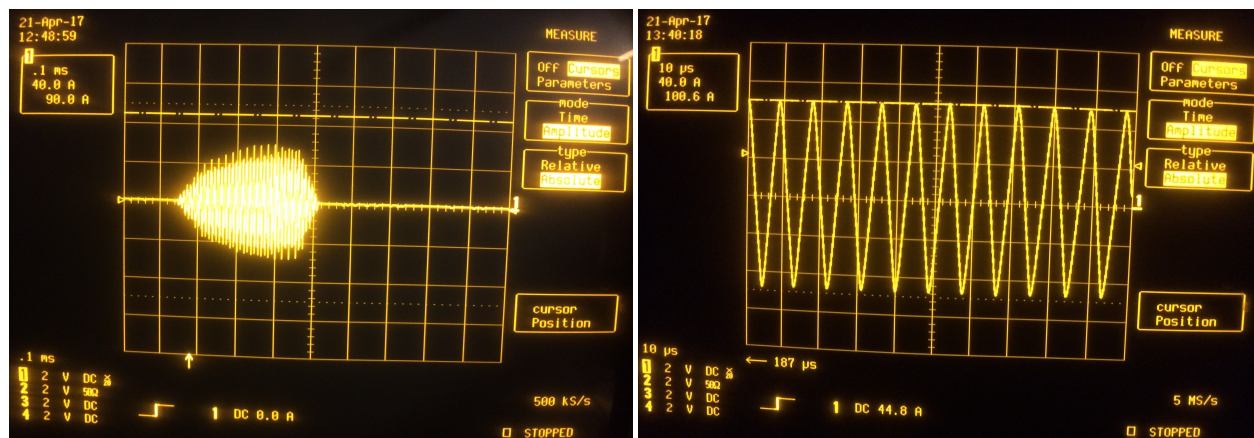 21-Apr-17
12:48:59
MEASURE
1
.1 ms
40.0 A
90.0 A
Off Cursors
Parameters
mode
Time
Amplitude
type
Relative
Absolute
1
cursor
Position
.1 ms
1 2 V DC
2 2 V 50Ω
3 2 V DC
4 2 V DC
1 DC 0.0 A
500 kS/s
STOPPED
21-Apr-17
13:40:18
MEASURE
1
10 µs
40.0 A
100.6 A
Off Cursors
Parameters
mode
Time
Amplitude
type
Relative
Absolute
1
cursor
Position
10 µs
187 µs
1 2 V DC
2 2 V 50Ω
3 2 V DC
4 2 V DC
1 DC 44.8 A
5 MS/s
STOPPED